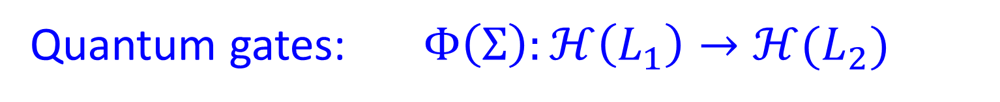 Quantum gates: Φ(Σ): ℋ(L₁) → ℋ(L₂)